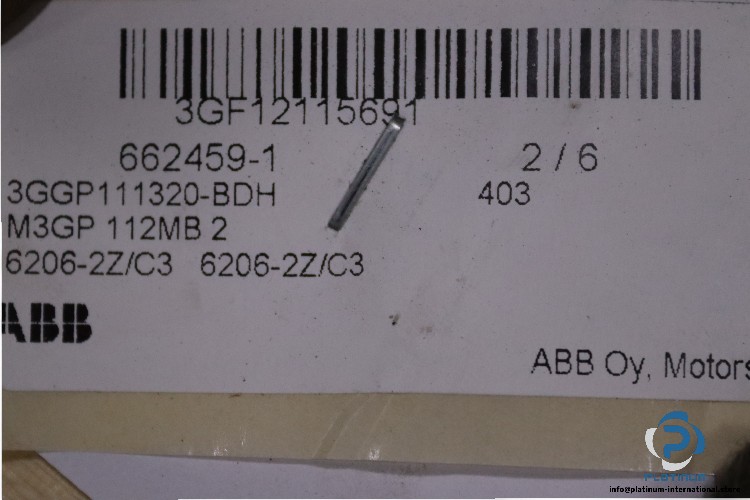 3GF12115691
662459-1 2 / 6
3GGP111320-BDH 403
M3GP 112MB 2
6206-2Z/C3 6206-2Z/C3
ABB
ABB Oy, Motors
PLATINUM
info@platinum-international.store